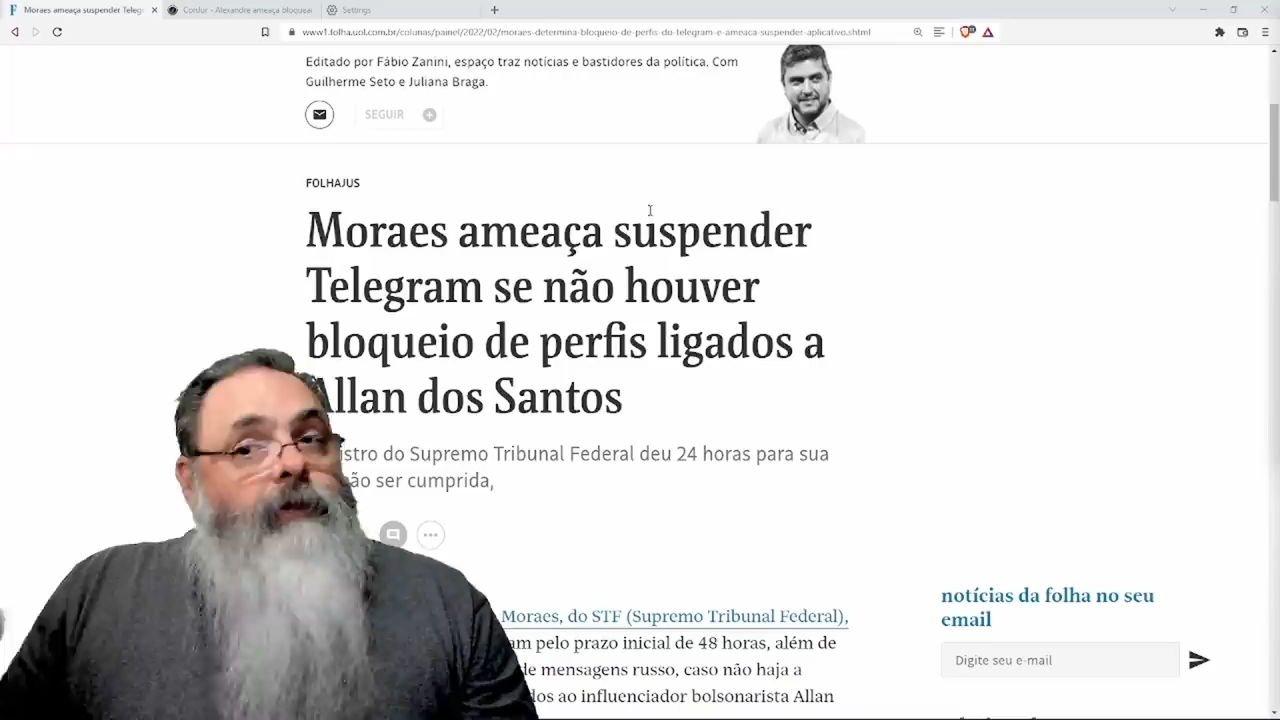 Moraes ameaça suspender Teleg
ConJur - Alexandre ameaça bloquear
Settings
www1.folha.uol.com.br/colunas/painel/2022/02/moraes-determina-bloqueio-de-perfis-do-telegram-e-ameaca-suspender-aplicativo.shtml
Editado por Fábio Zanini, espaço traz notícias e bastidores da política. Com
Guilherme Seto e Juliana Braga.
SEGUIR
FOLHAJUS
Moraes ameaça suspender
Telegram se não houver
bloqueio de perfis ligados a
Allan dos Santos
istro do Supremo Tribunal Federal deu 24 horas para sua
ão ser cumprida,
Moraes, do STF (Supremo Tribunal Federal),
am pelo prazo inicial de 48 horas, além de
de mensagens russo, caso não haja a
dos ao influenciador bolsonarista Allan
notícias da folha no seu
email
Digite seu e-mail